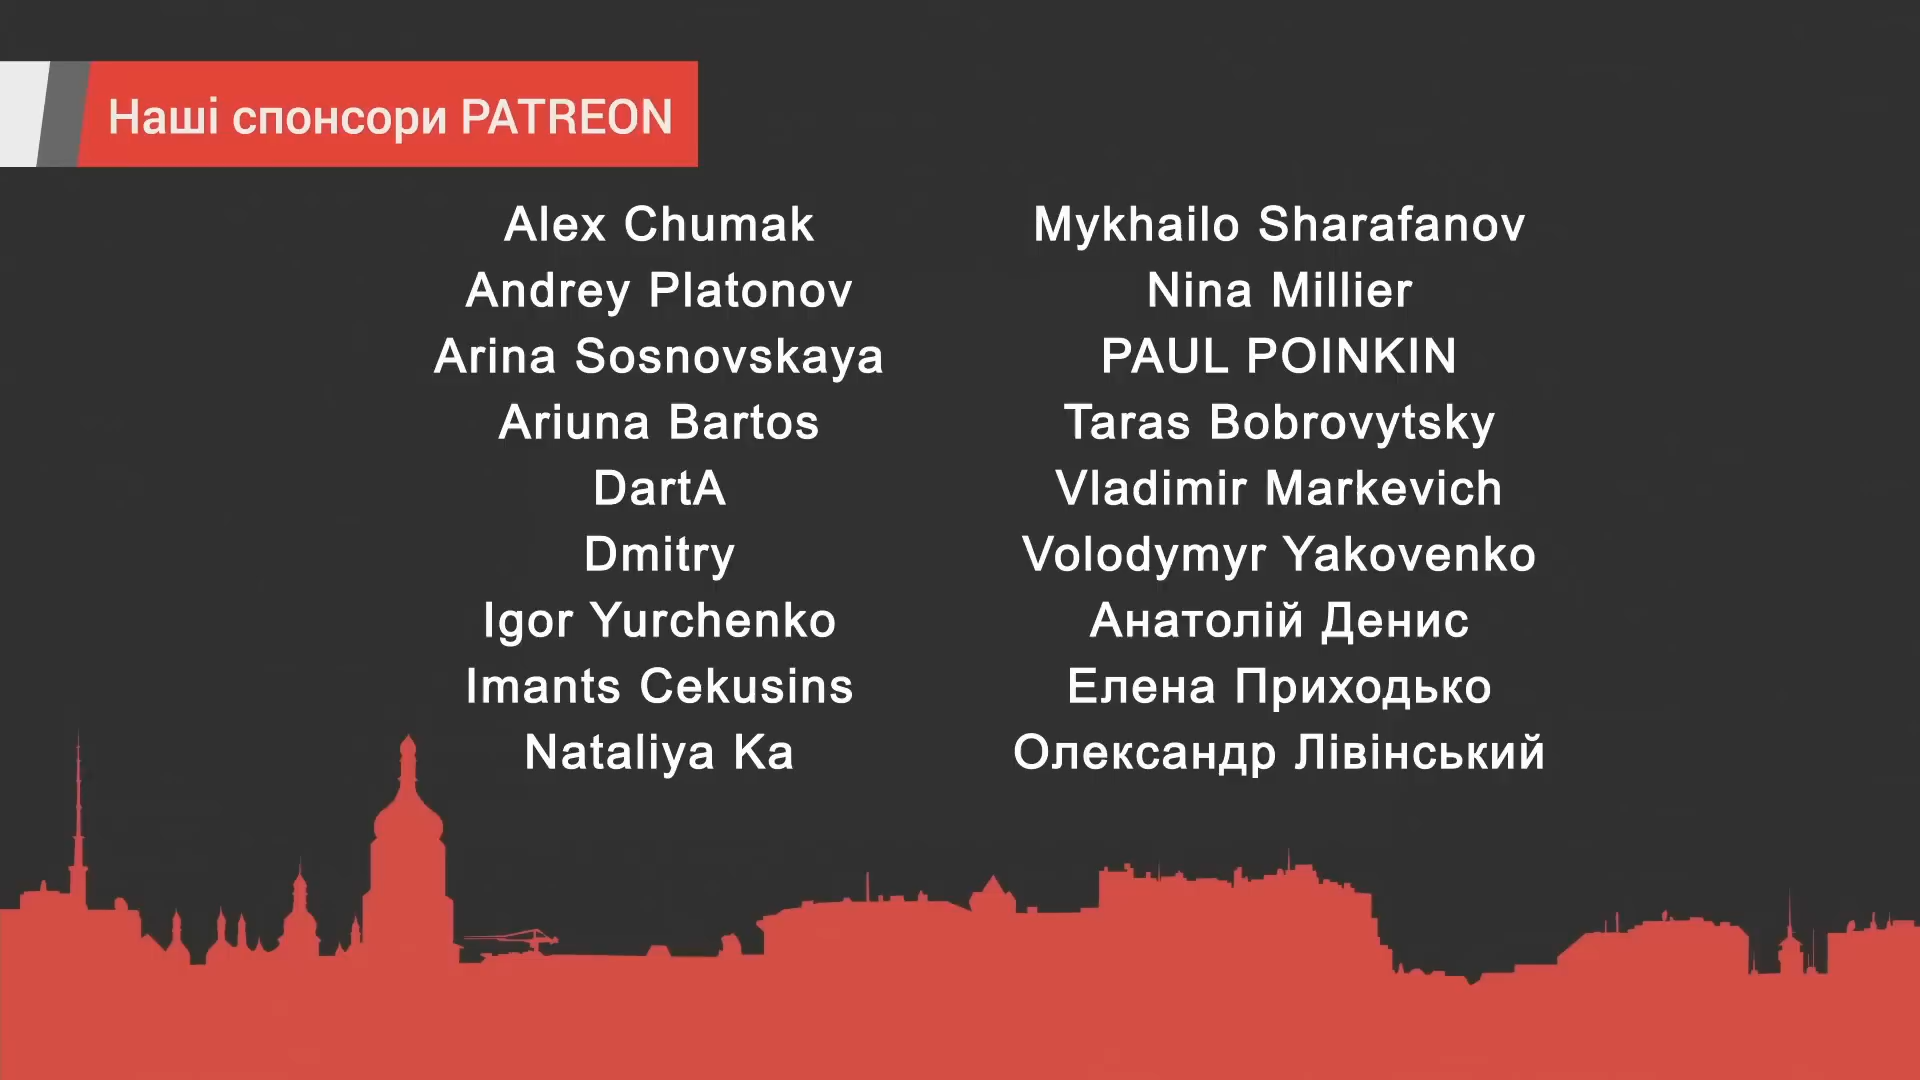 Наші спонсори PATREON
Alex Chumak
Andrey Platonov
Arina Sosnovskaya
Ariuna Bartos
DartA
Dmitry
Igor Yurchenko
Imants Cekusins
Nataliya Ka
Mykhailo Sharafanov
Nina Millier
PAUL POINKIN
Taras Bobrovytsky
Vladimir Markevich
Volodymyr Yakovenko
Анатолій Денис
Елена Приходько
Олександр Лівінський